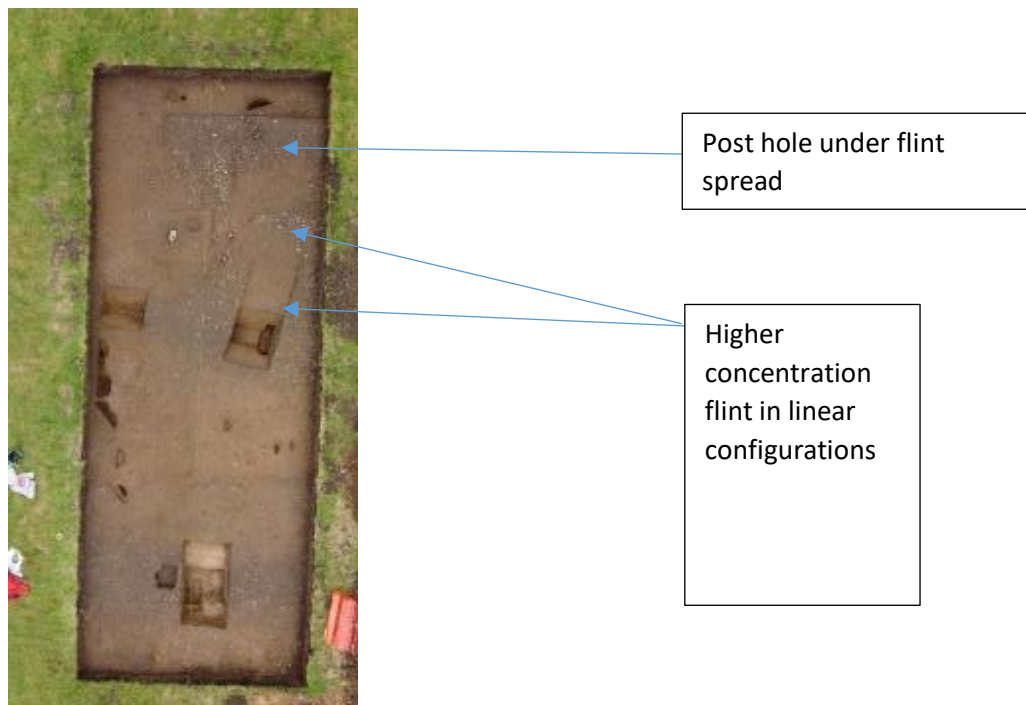 Post hole under flint
spread
Higher
concentration
flint in linear
configurations